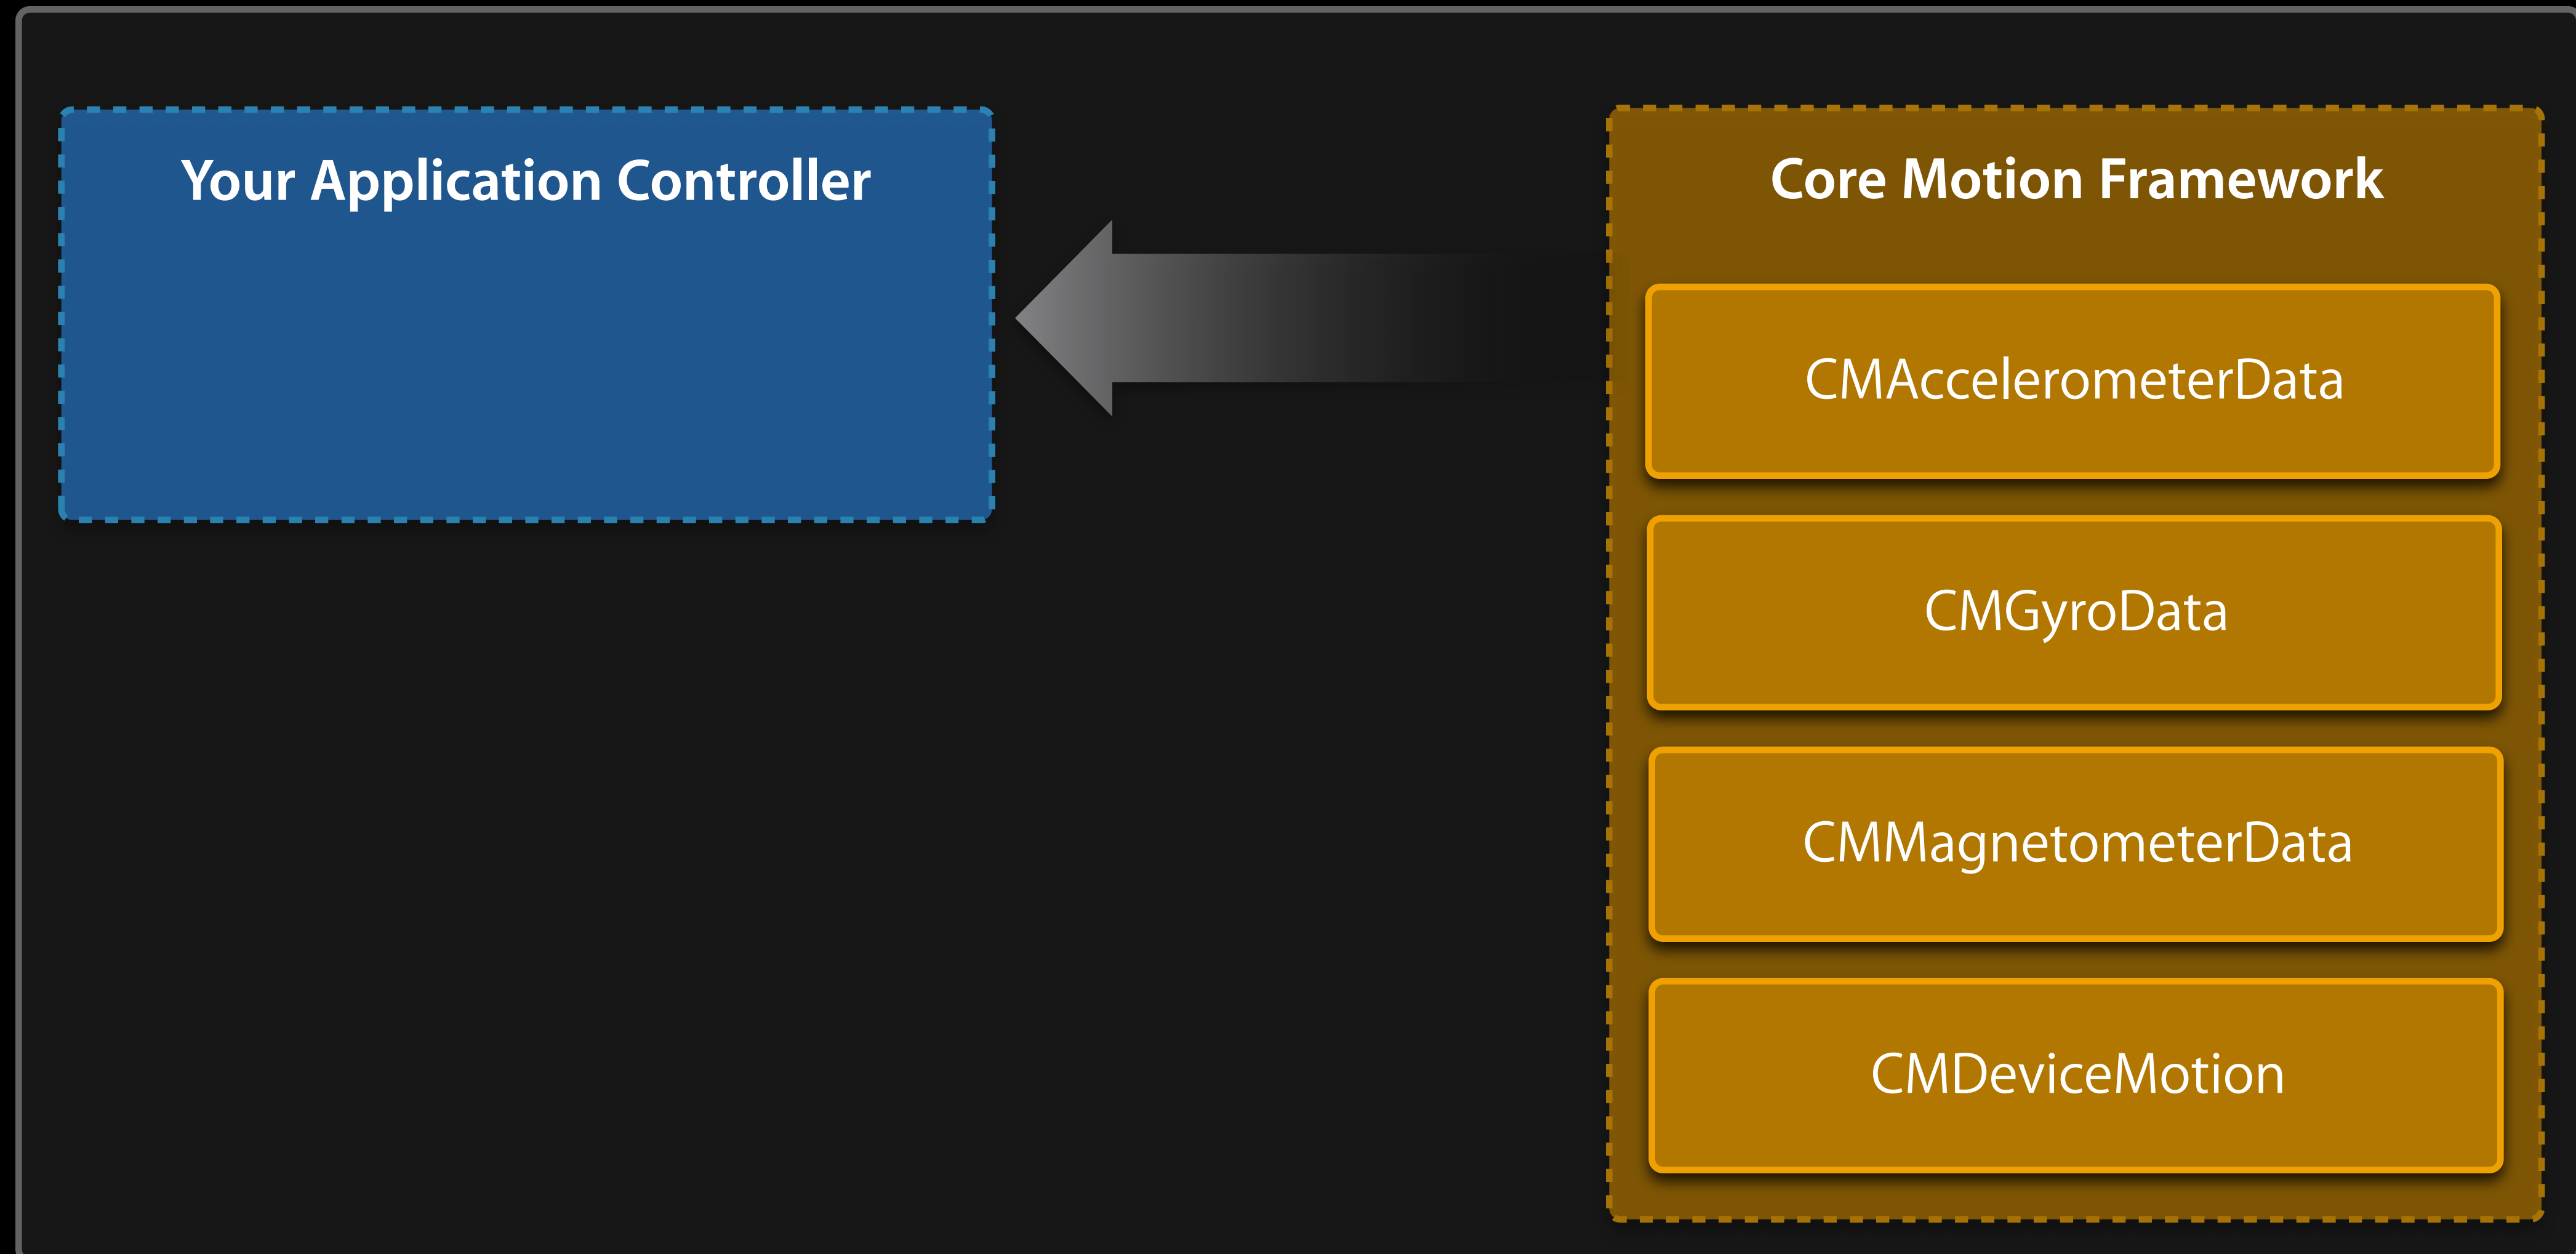 Your Application Controller
Core Motion Framework
CMAccelerometerData
CMGyroData
CMMagnetometerData
CMDeviceMotion